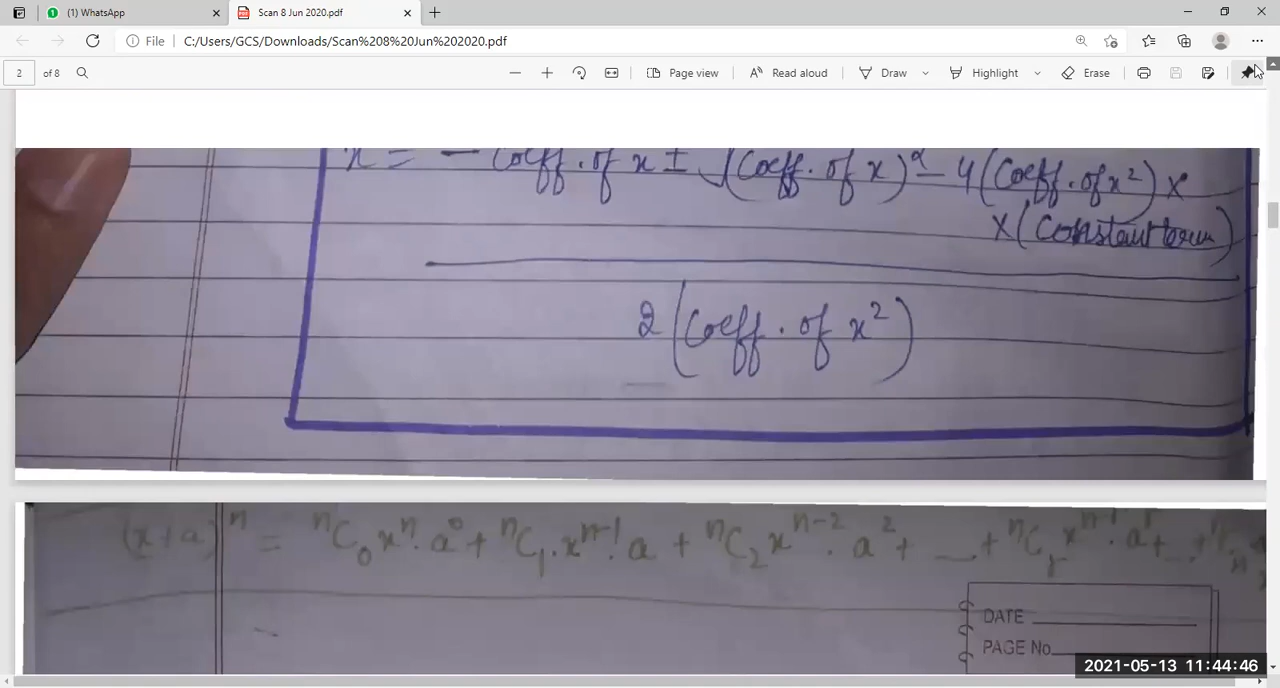 (1) WhatsApp
Scan 8 Jun 2020.pdf
File C:/Users/GCS/Downloads/Scan%208%20Jun%202020.pdf
2 of 8 Page view Read aloud Draw Highlight Erase
x = - Coeff. of x ± √(Coeff. of x)² - 4 (Coeff. of x²) x
x (Constant term)
2 (Coeff. of x²)
(x+a)ⁿ = ⁿC₀xⁿ.a⁰ + ⁿC₁.xⁿ⁻¹.a + ⁿC₂xⁿ⁻².a² + __ + ⁿCᵣ
DATE
PAGE No.
2021-05-13 11:44:46